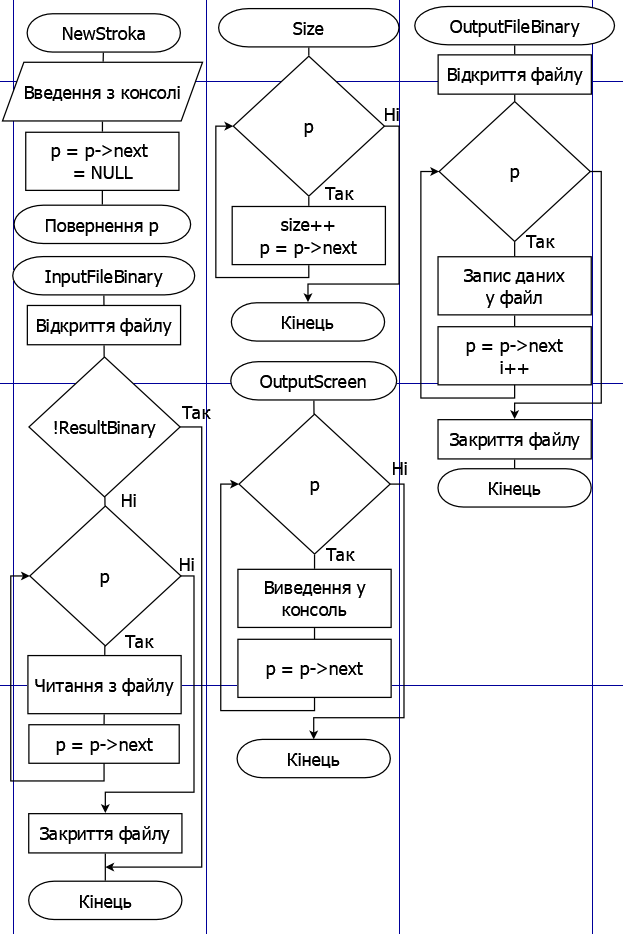 NewStroka
Введення з консолі
p = p->next
= NULL
Повернення p
InputFileBinary
Відкриття файлу
!ResultBinary
Так
Ні
p
Ні
Так
Читання з файлу
p = p->next
Закриття файлу
Кінець
Size
p
Ні
Так
size++
p = p->next
Кінець
OutputScreen
p
Ні
Так
Виведення у
консоль
p = p->next
Кінець
OutputFileBinary
Відкриття файлу
p
Так
Запис даних
у файл
p = p->next
i++
Закриття файлу
Кінець